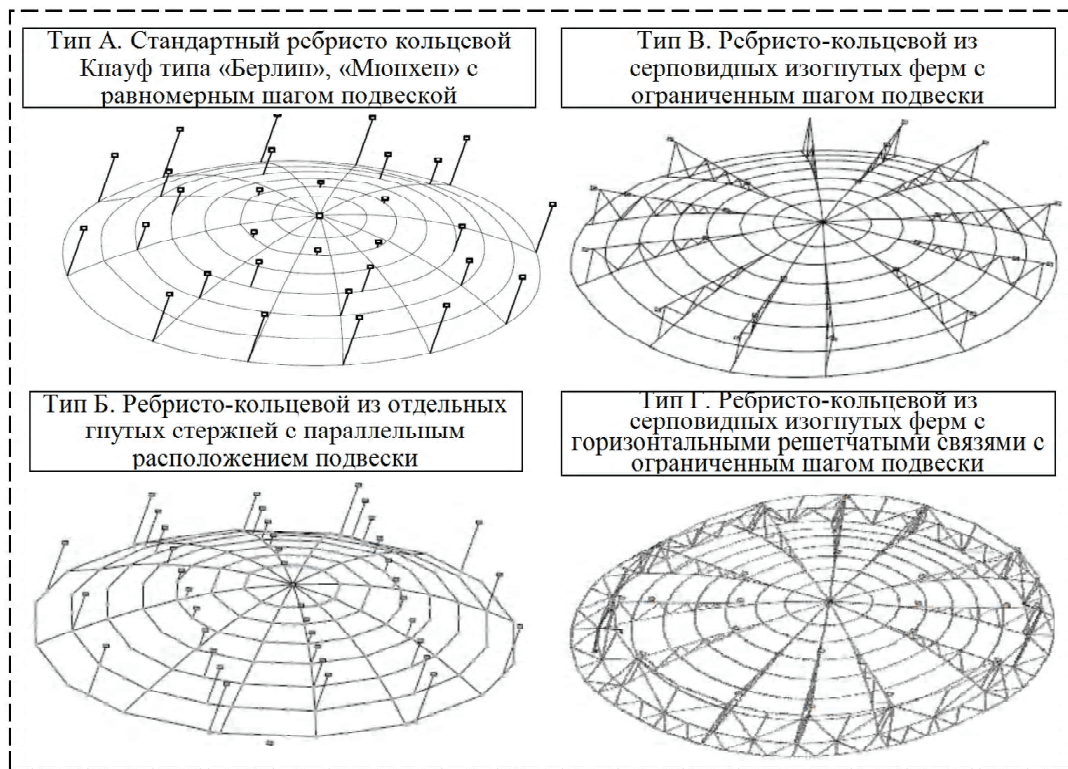 Тип А. Стандартный ребристо кольцевой
Кнауф типа «Берлин», «Мюнхен» с
равномерным шагом подвеской
Тип В. Ребристо-кольцевой из
серповидных изогнутых ферм с
ограниченным шагом подвески
Тип Б. Ребристо-кольцевой из отдельных
гнутых стержней с параллельным
расположением подвески
Тип Г. Ребристо-кольцевой из
серповидных изогнутых ферм с
горизонтальными решетчатыми связями с
ограниченным шагом подвески